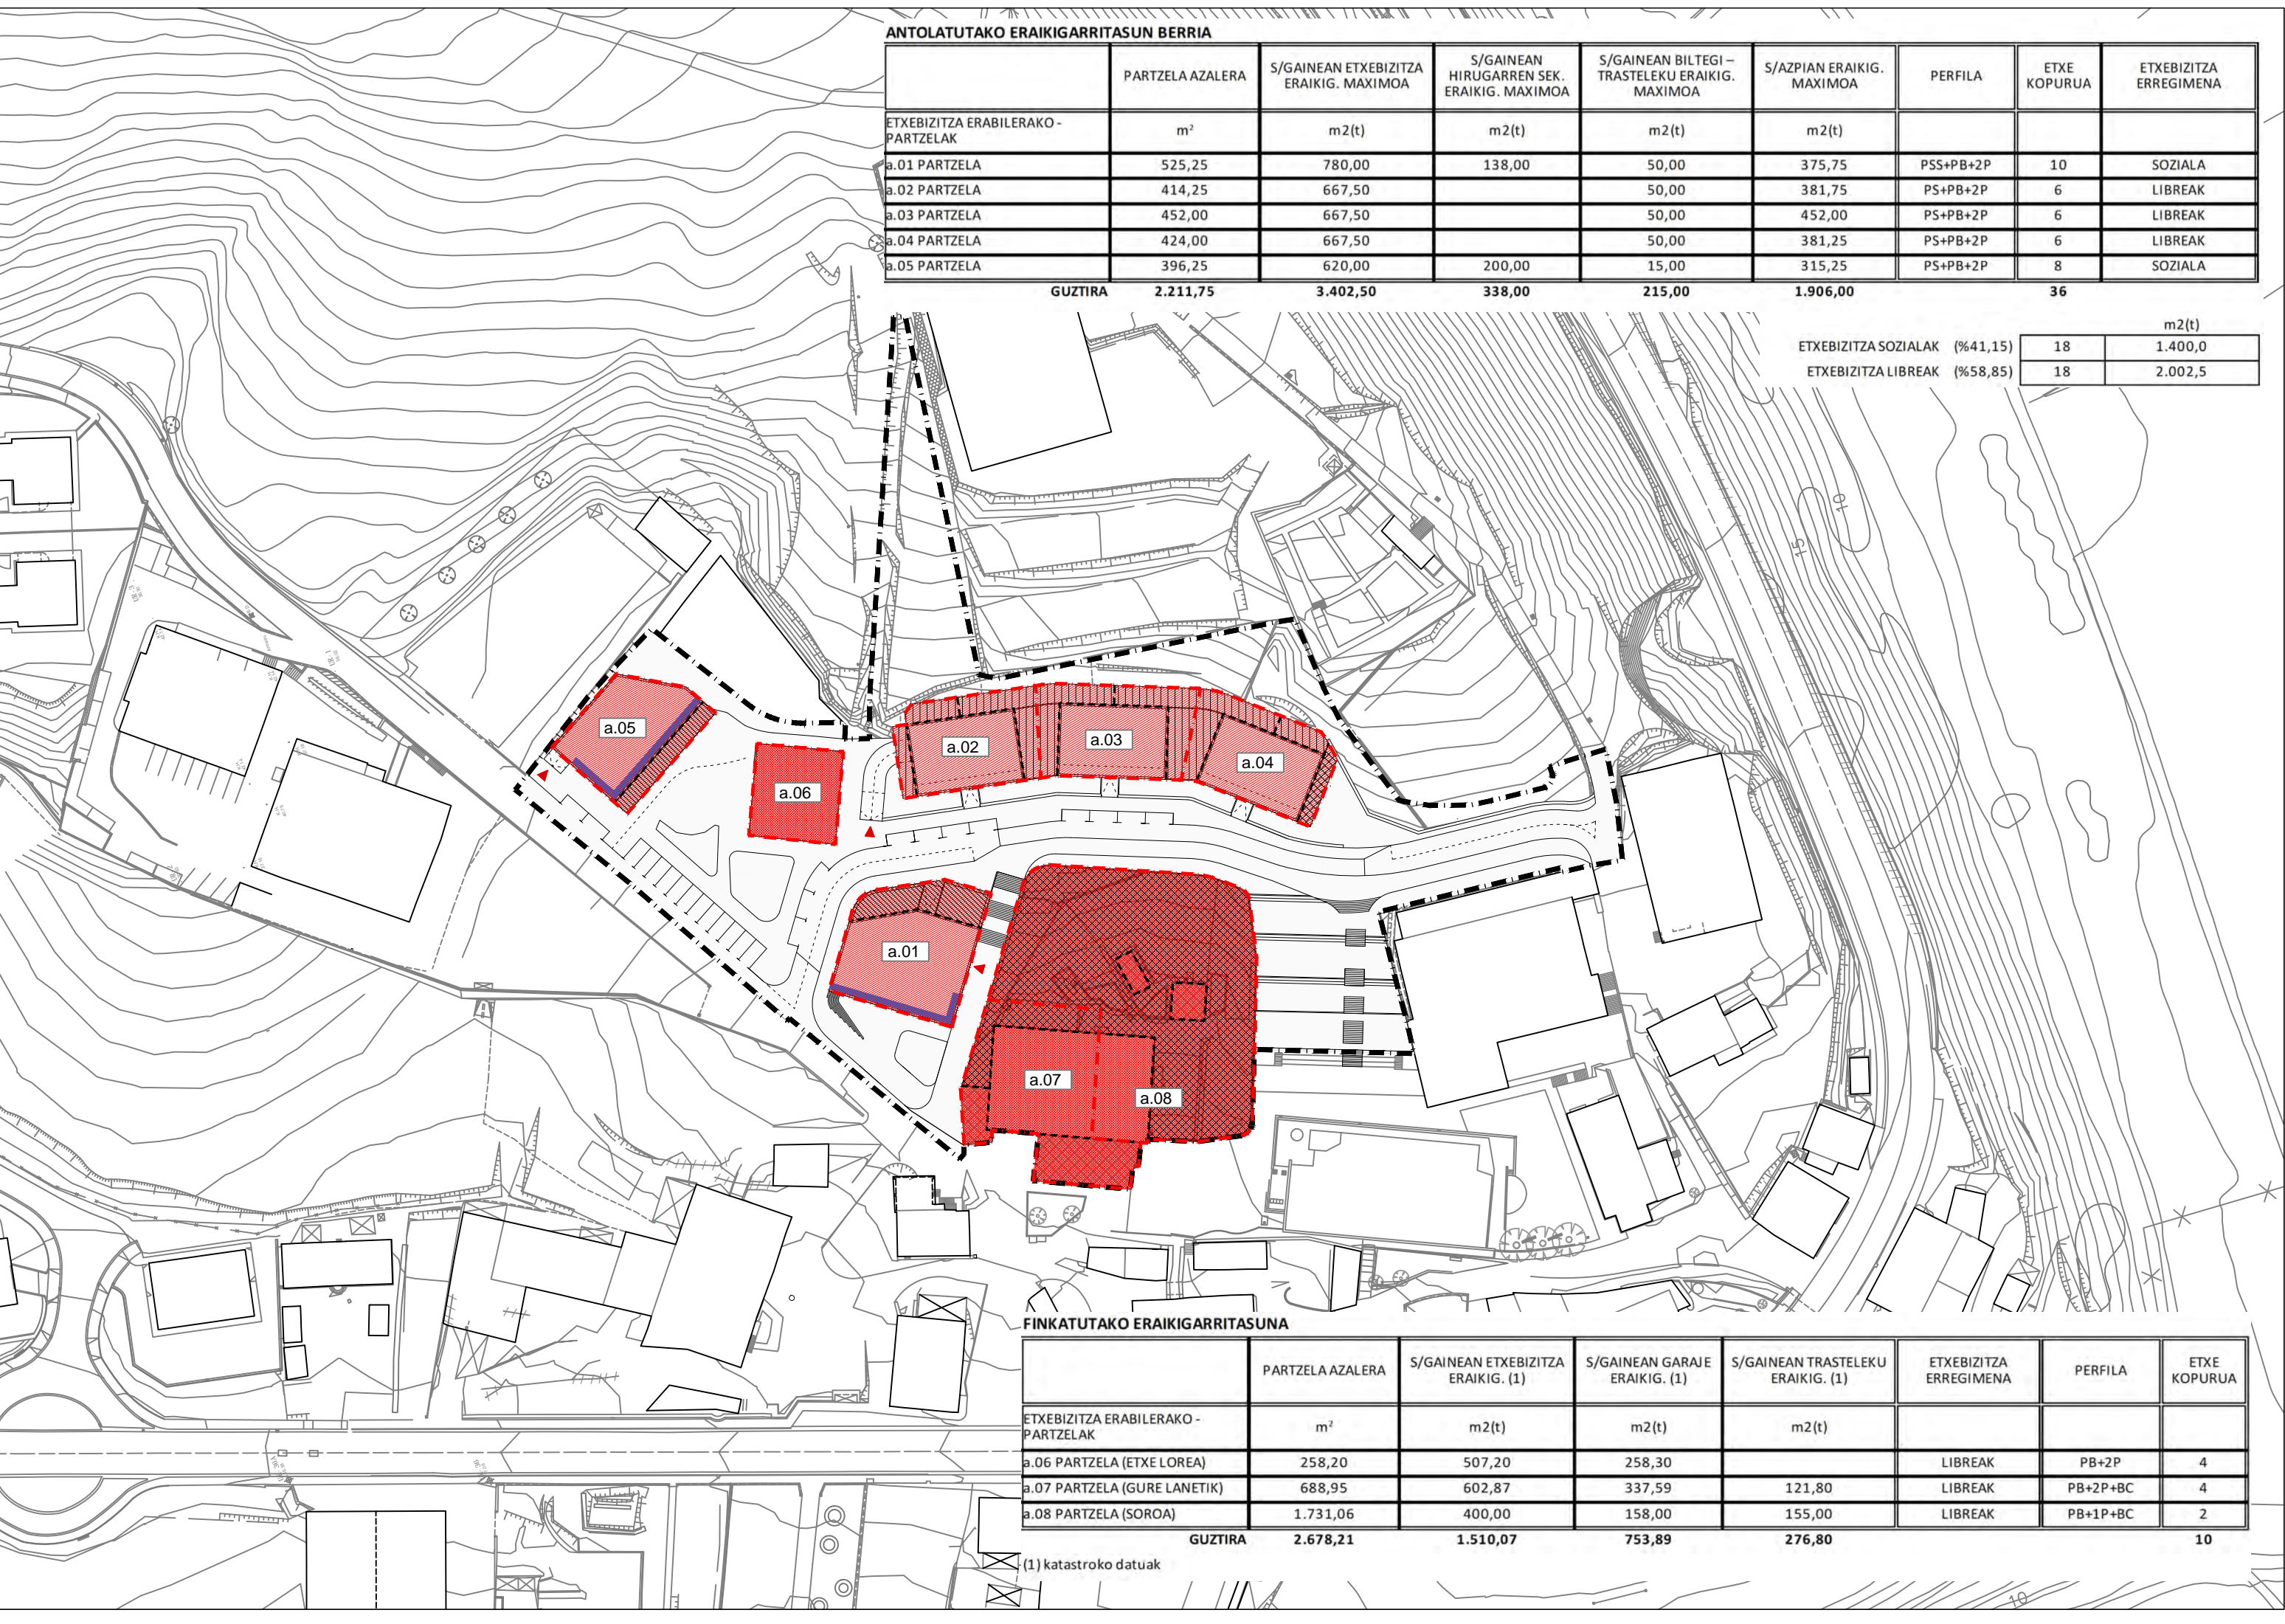 ANTOLATUTAKO ERAIKIGARRITASUN BERRIA
PARTZELA AZALERA S/GAINEAN ETXEBIZITZA ERAIKIG. MAXIMOA S/GAINEAN HIRUGARREN SEK. ERAIKIG. MAXIMOA S/GAINEAN BILTEGI – TRASTELEKU ERAIKIG. MAXIMOA S/AZPIAN ERAIKIG. MAXIMOA PERFILA ETXE KOPURUA ETXEBIZITZA ERREGIMENA
ETXEBIZITZA ERABILERAKO - PARTZELAK m² m2(t) m2(t) m2(t) m2(t)
a.01 PARTZELA 525,25 780,00 138,00 50,00 375,75 PSS+PB+2P 10 SOZIALA
a.02 PARTZELA 414,25 667,50 50,00 381,75 PS+PB+2P 6 LIBREAK
a.03 PARTZELA 452,00 667,50 50,00 452,00 PS+PB+2P 6 LIBREAK
a.04 PARTZELA 424,00 667,50 50,00 381,25 PS+PB+2P 6 LIBREAK
a.05 PARTZELA 396,25 620,00 200,00 15,00 315,25 PS+PB+2P 8 SOZIALA
GUZTIRA 2.211,75 3.402,50 338,00 215,00 1.906,00 36
m2(t)
ETXEBIZITZA SOZIALAK (%41,15) 18 1.400,0
ETXEBIZITZA LIBREAK (%58,85) 18 2.002,5
10
15
a.05
a.02
a.03
a.04
a.06
a.01
a.07
a.08
FINKATUTAKO ERAIKIGARRITASUNA
PARTZELA AZALERA S/GAINEAN ETXEBIZITZA ERAIKIG. (1) S/GAINEAN GARAJE ERAIKIG. (1) S/GAINEAN TRASTELEKU ERAIKIG. (1) ETXEBIZITZA ERREGIMENA PERFILA ETXE KOPURUA
ETXEBIZITZA ERABILERAKO - PARTZELAK m² m2(t) m2(t) m2(t)
a.06 PARTZELA (ETXE LOREA) 258,20 507,20 258,30 LIBREAK PB+2P 4
a.07 PARTZELA (GURE LANETIK) 688,95 602,87 337,59 121,80 LIBREAK PB+2P+BC 4
a.08 PARTZELA (SOROA) 1.731,06 400,00 158,00 155,00 LIBREAK PB+1P+BC 2
GUZTIRA 2.678,21 1.510,07 753,89 276,80 10
(1) katastroko datuak
10